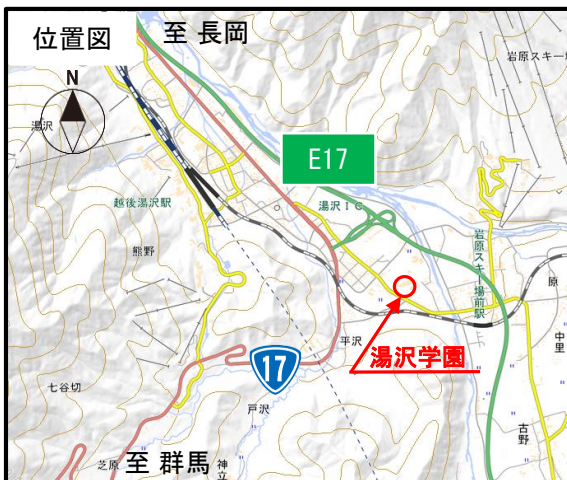 位置図
至 長岡
岩原スキー場
N
湯沢
E17
越後湯沢駅
湯沢IC
熊野
岩原スキー場前駅
原
中里
平沢
湯沢学園
17
七谷切
戸沢
古野
芝原
至 群馬
神立